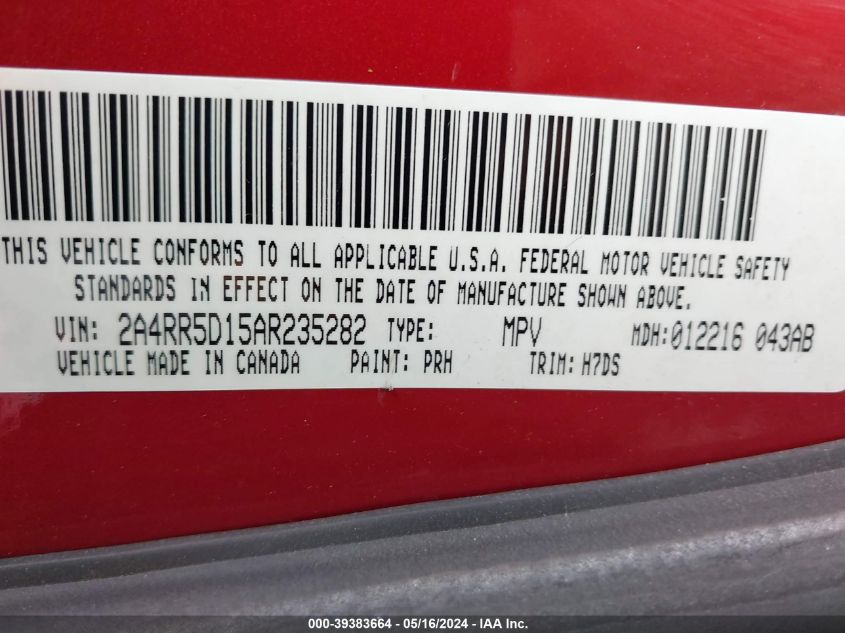 THIS VEHICLE CONFORMS TO ALL APPLICABLE U.S.A. FEDERAL MOTOR VEHICLE SAFETY
STANDARDS IN EFFECT ON THE DATE OF MANUFACTURE SHOWN ABOVE.
VIN: 2A4RR5D15AR235282 TYPE: MPV MDH:012216 043AB
VEHICLE MADE IN CANADA PAINT: PRH TRIM: H7DS
000-39383664 - 05/16/2024 - IAA Inc.